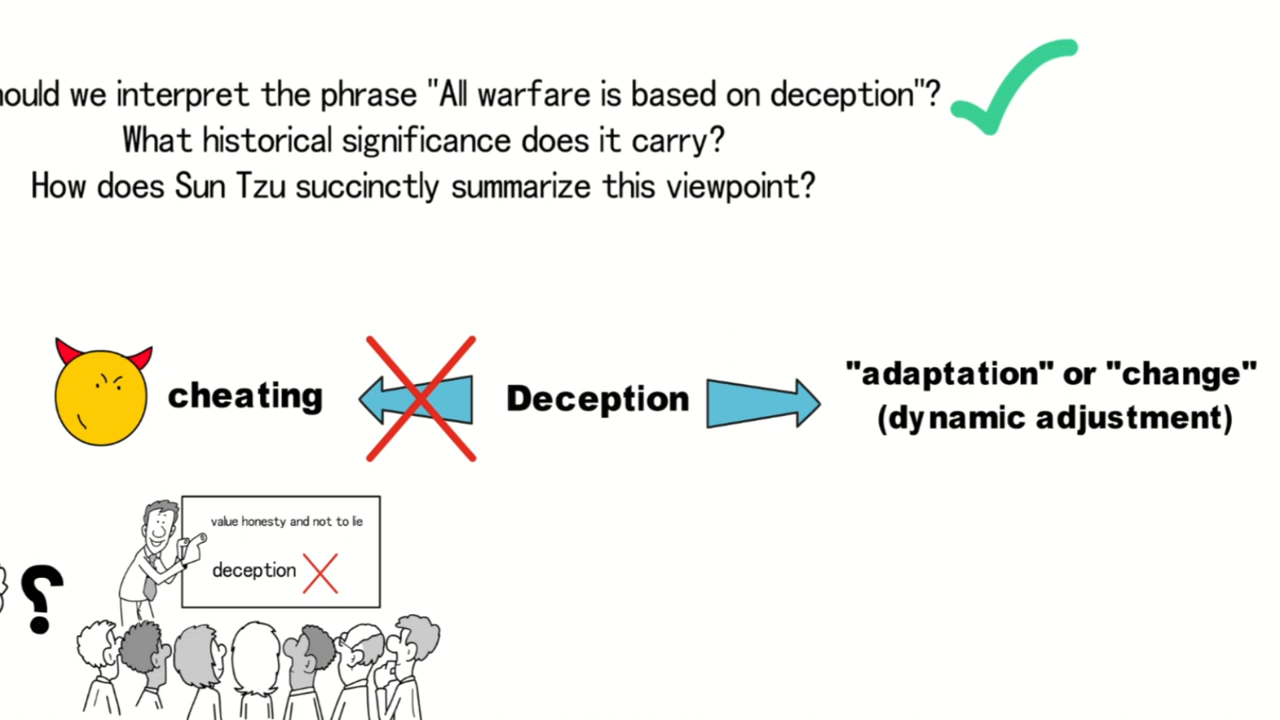 hould we interpret the phrase "All warfare is based on deception"?
What historical significance does it carry?
How does Sun Tzu succinctly summarize this viewpoint?
cheating
Deception
"adaptation" or "change"
(dynamic adjustment)
value honesty and not to lie
deception
?